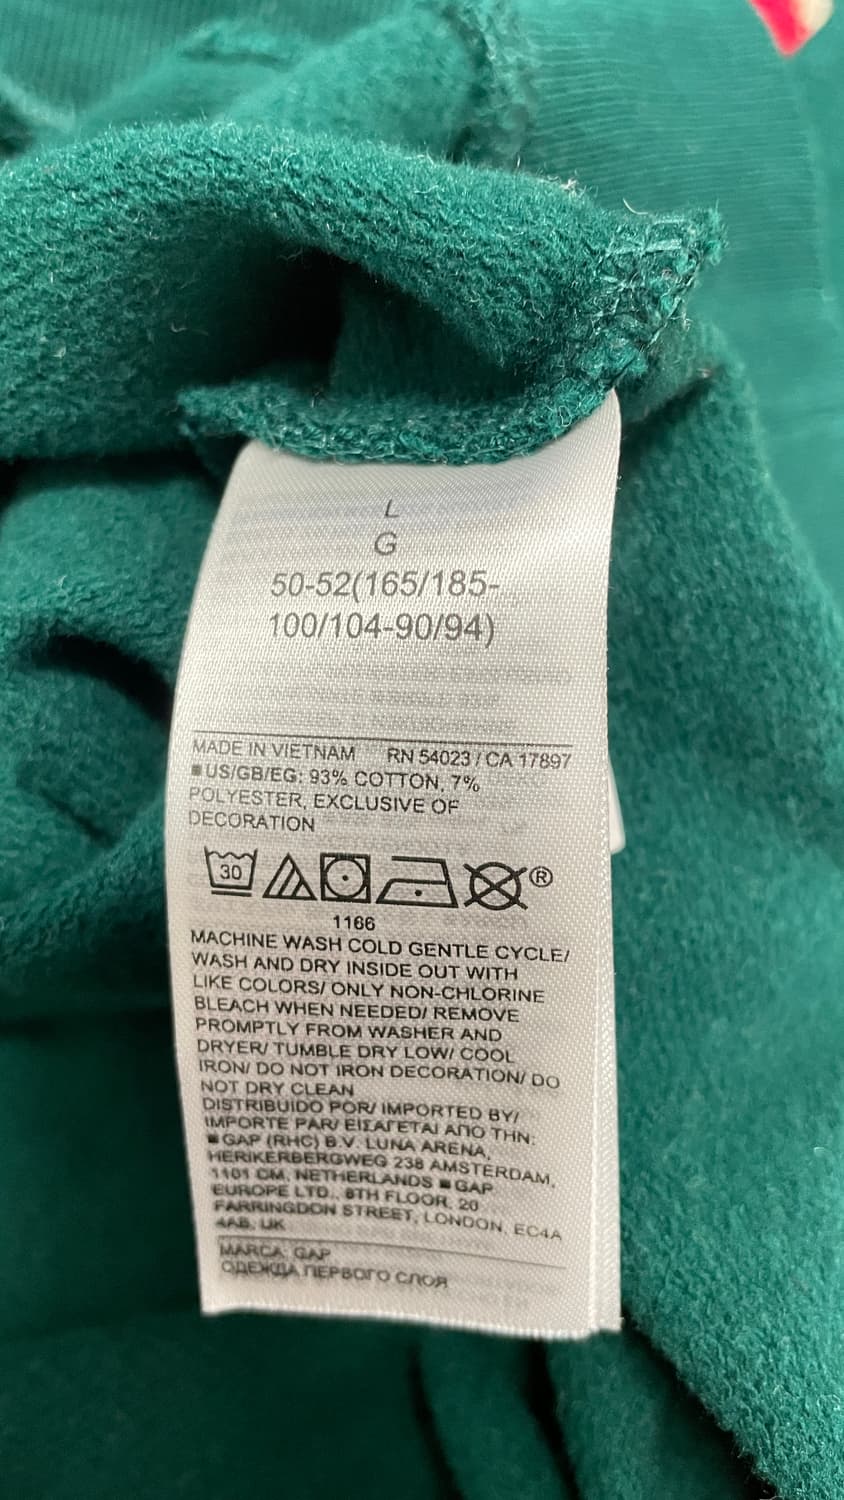 L
G
50-52(165/185-
100/104-90/94)
MADE IN VIETNAM RN 54023 / CA 17897
■US/GB/EG: 93% COTTON, 7%
POLYESTER, EXCLUSIVE OF
DECORATION
30 ®
1166
MACHINE WASH COLD GENTLE CYCLE/
WASH AND DRY INSIDE OUT WITH
LIKE COLORS/ ONLY NON-CHLORINE
BLEACH WHEN NEEDED/ REMOVE
PROMPTLY FROM WASHER AND
DRYER/ TUMBLE DRY LOW/ COOL
IRON/ DO NOT IRON DECORATION/ DO
NOT DRY CLEAN
DISTRIBUIDO POR/ IMPORTED BY/
IMPORTE PAR/ ΕΙΣΑΓΕΤΑΙ ΑΠΟ ΤΗΝ:
■ GAP (RHC) B.V. LUNA ARENA,
HERIKERBERGWEG 238 AMSTERDAM,
1101 CM, NETHERLANDS ■ GAP
EUROPE LTD., 8TH FLOOR, 20
FARRINGDON STREET, LONDON, EC4A
4AB, UK
MARCA: GAP
ОДЕЖДА ПЕРВОГО СЛОЯ